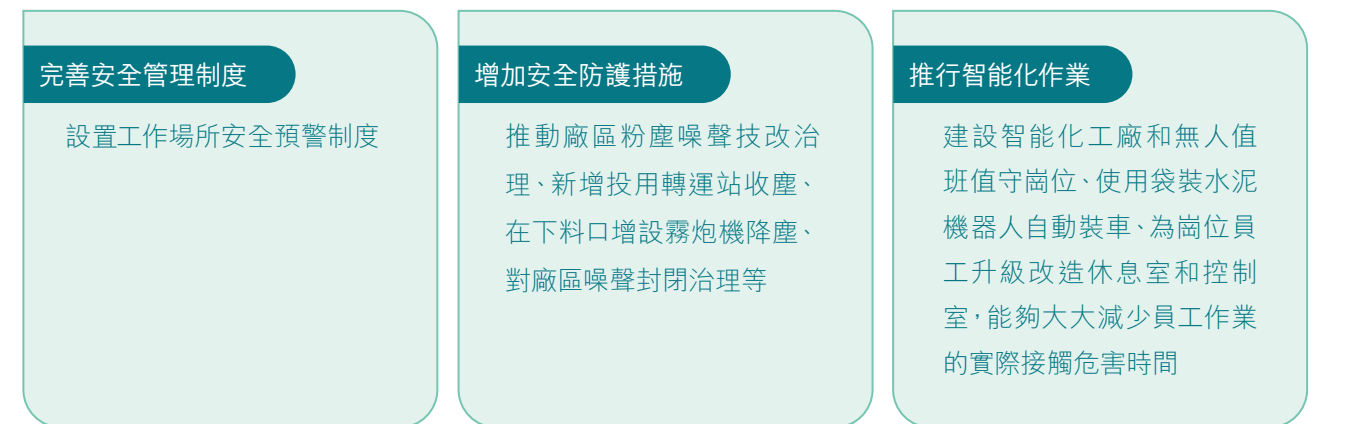 完善安全管理制度
設置工作場所安全預警制度
增加安全防護措施
推動廠區粉塵噪聲技改治
理、新增投用轉運站收塵、
在下料口增設霧炮機降塵、
對廠區噪聲封閉治理等
推行智能化作業
建設智能化工廠和無人值
班值守崗位、使用袋裝水泥
機器人自動裝車、為崗位員
工升級改造休息室和控制
室，能夠大大減少員工作業
的實際接觸危害時間